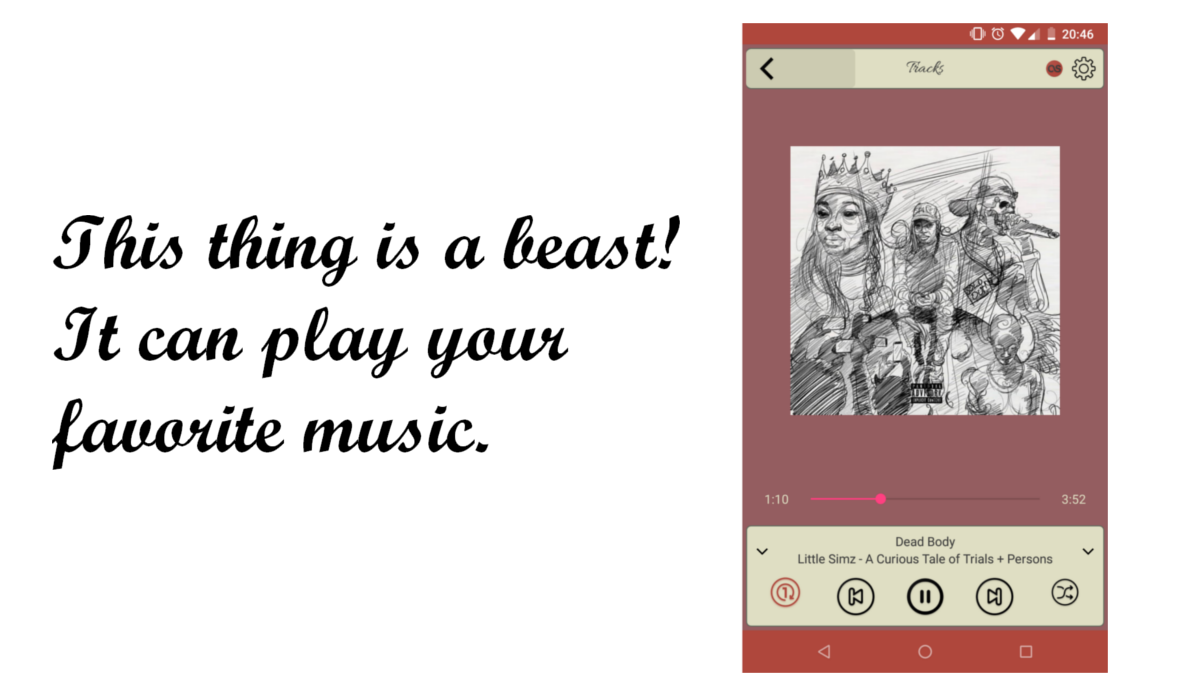 This thing is a beast!
It can play your
favorite music.
20:46
Tracks
1:10
3:52
Dead Body
Little Simz - A Curious Tale of Trials + Persons
1